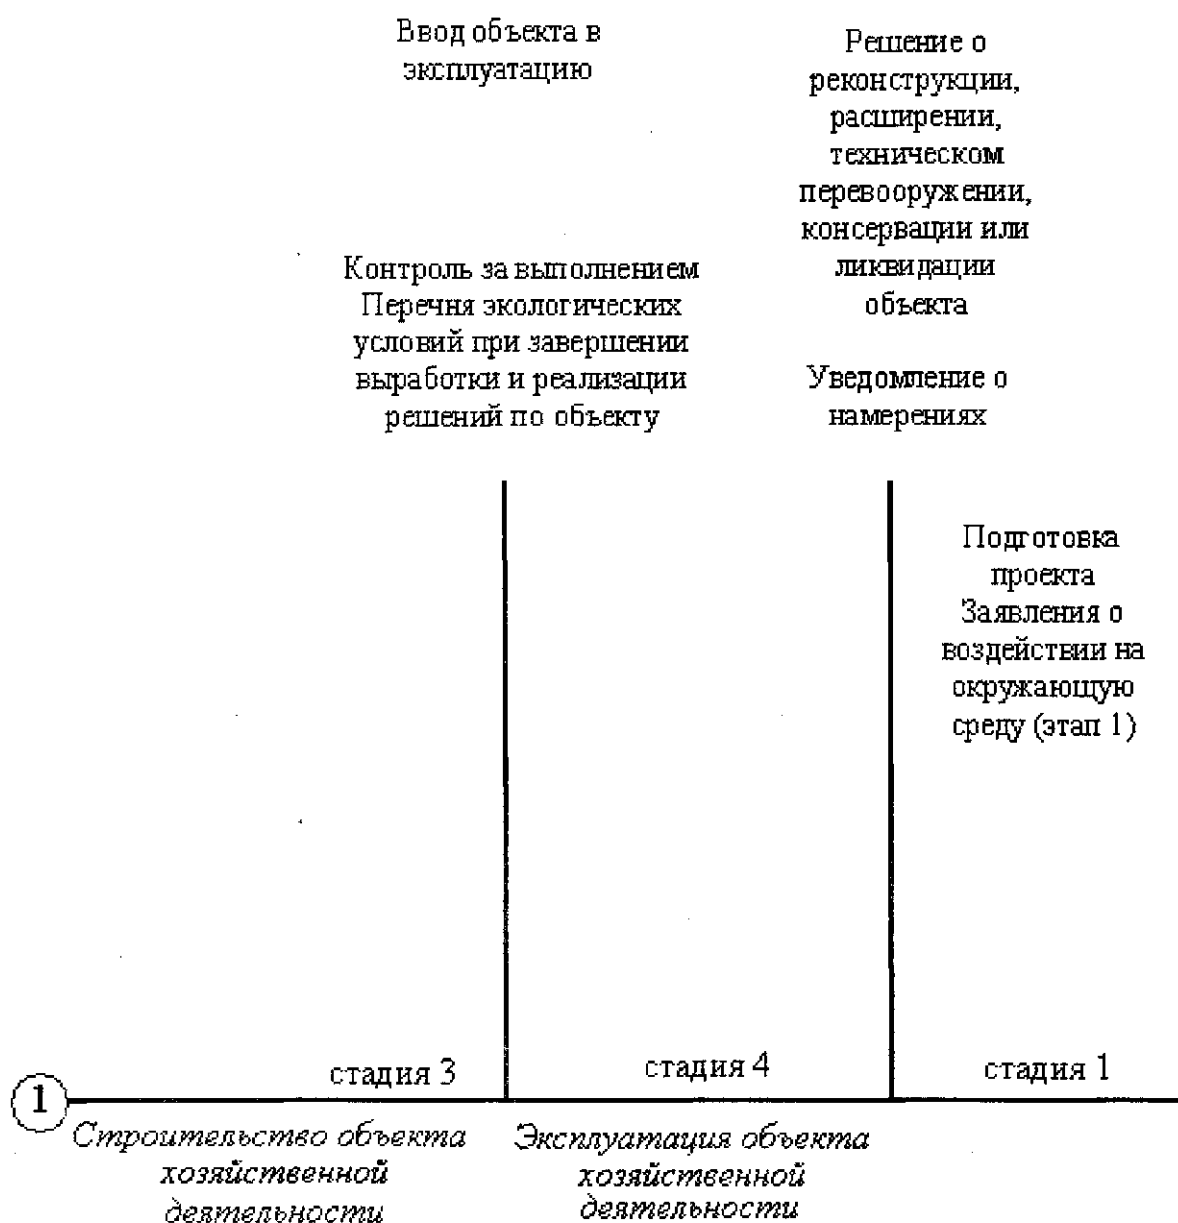 Ввод объекта в
эксплуатацию
Решение о
реконструкции,
расширении,
техническом
перевооружении,
консервации или
ликвидации
объекта
Контроль за выполнением
Перечня экологических
условий при завершении
выработки и реализации
решений по объекту
Уведомление о
намерениях
Подготовка
проекта
Заявления о
воздействии на
окружающую
среду (этап 1)
стадия 3
стадия 4
стадия 1
1
Строительство объекта
хозяйственной
деятельности
Эксплуатация объекта
хозяйственной
деятельности